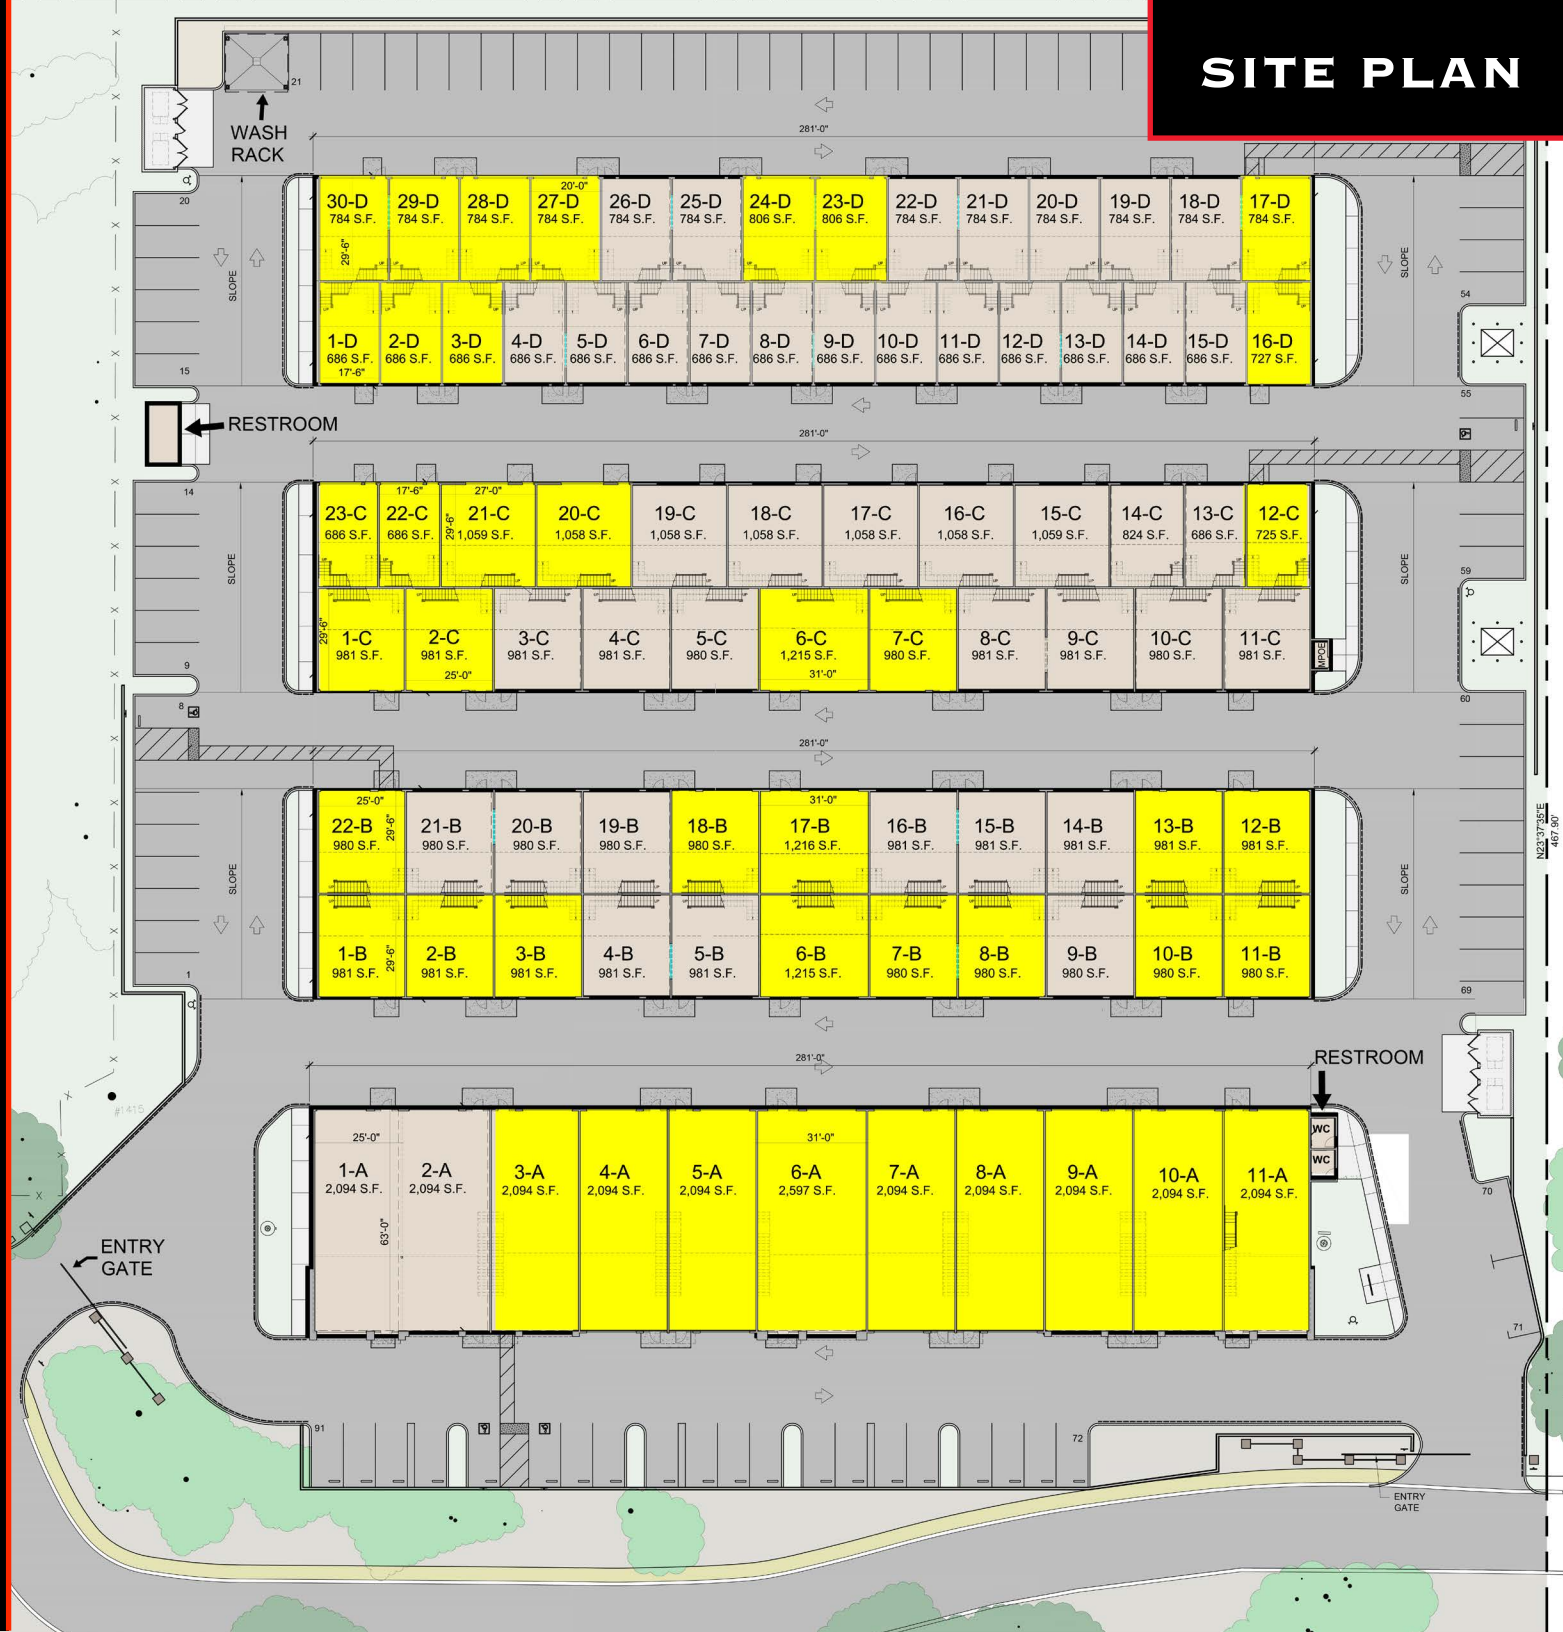 SITE PLAN
21
WASH
RACK
281'-0"
20
30-D
784 S.F.
29'-6"
29-D
784 S.F.
28-D
784 S.F.
20'-0"
27-D
784 S.F.
26-D
784 S.F.
25-D
784 S.F.
24-D
806 S.F.
23-D
806 S.F.
22-D
784 S.F.
21-D
784 S.F.
20-D
784 S.F.
19-D
784 S.F.
18-D
784 S.F.
17-D
784 S.F.
SLOPE
SLOPE
54
1-D
686 S.F.
17'-6"
2-D
686 S.F.
3-D
686 S.F.
4-D
686 S.F.
5-D
686 S.F.
6-D
686 S.F.
7-D
686 S.F.
8-D
686 S.F.
9-D
686 S.F.
10-D
686 S.F.
11-D
686 S.F.
12-D
686 S.F.
13-D
686 S.F.
14-D
686 S.F.
15-D
686 S.F.
16-D
727 S.F.
15
55
RESTROOM
281'-0"
14
23-C
686 S.F.
17'-6"
22-C
686 S.F.
27'-0"
29'-6"
21-C
1,059 S.F.
20-C
1,058 S.F.
19-C
1,058 S.F.
18-C
1,058 S.F.
17-C
1,058 S.F.
16-C
1,058 S.F.
15-C
1,059 S.F.
14-C
824 S.F.
13-C
686 S.F.
12-C
725 S.F.
SLOPE
SLOPE
59
29'-6"
1-C
981 S.F.
2-C
981 S.F.
25'-0"
3-C
981 S.F.
4-C
981 S.F.
5-C
980 S.F.
6-C
1,215 S.F.
31'-0"
7-C
980 S.F.
8-C
981 S.F.
9-C
981 S.F.
10-C
980 S.F.
11-C
981 S.F.
MPOE
9
8
60
281'-0"
25'-0"
22-B
980 S.F.
29'-6"
21-B
980 S.F.
20-B
980 S.F.
19-B
980 S.F.
18-B
980 S.F.
31'-0"
17-B
1,216 S.F.
16-B
981 S.F.
15-B
981 S.F.
14-B
981 S.F.
13-B
981 S.F.
12-B
981 S.F.
SLOPE
SLOPE
N23°37'35"E
467.90'
1-B
981 S.F.
29'-6"
2-B
981 S.F.
3-B
981 S.F.
4-B
981 S.F.
5-B
981 S.F.
6-B
1,215 S.F.
7-B
980 S.F.
8-B
980 S.F.
9-B
980 S.F.
10-B
980 S.F.
11-B
980 S.F.
1
69
281'-0"
RESTROOM
#1415
WC
WC
25'-0"
1-A
2,094 S.F.
63'-0"
2-A
2,094 S.F.
3-A
2,094 S.F.
4-A
2,094 S.F.
5-A
2,094 S.F.
31'-0"
6-A
2,597 S.F.
7-A
2,094 S.F.
8-A
2,094 S.F.
9-A
2,094 S.F.
10-A
2,094 S.F.
11-A
2,094 S.F.
70
ENTRY
GATE
71
91
72
ENTRY
GATE